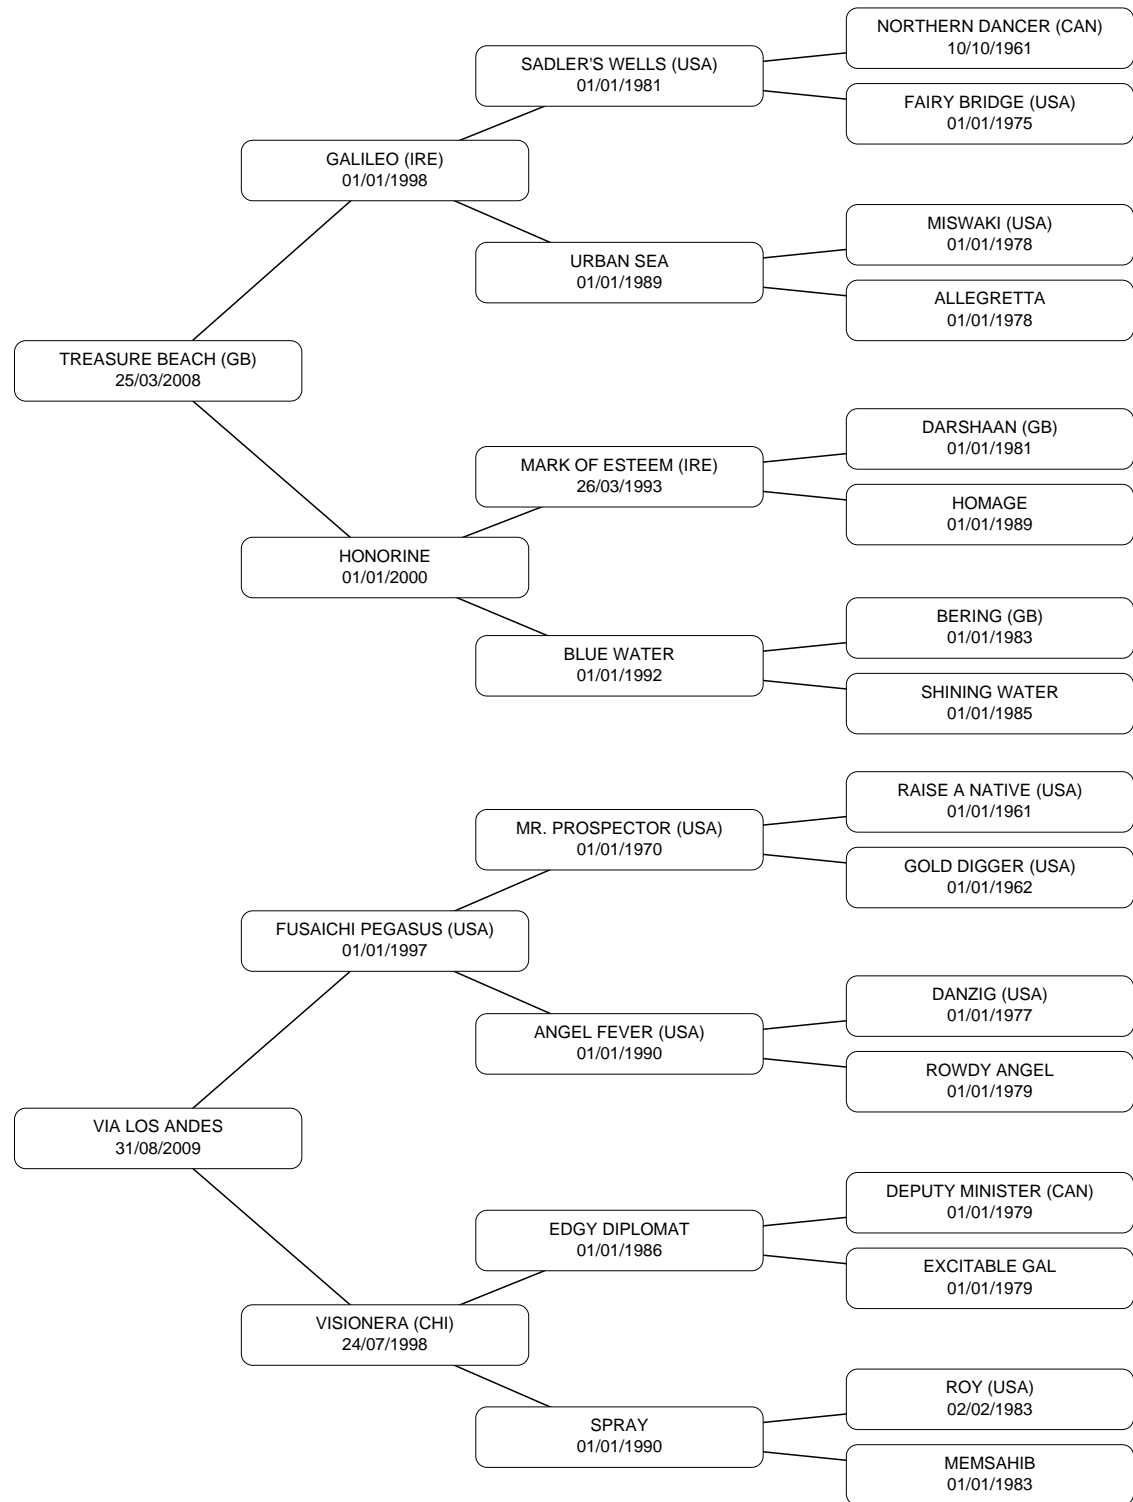 NORTHERN DANCER (CAN)
10/10/1961
SADLER'S WELLS (USA)
01/01/1981
FAIRY BRIDGE (USA)
01/01/1975
GALILEO (IRE)
01/01/1998
MISWAKI (USA)
01/01/1978
URBAN SEA
01/01/1989
ALLEGRETTA
01/01/1978
TREASURE BEACH (GB)
25/03/2008
DARSHAAN (GB)
01/01/1981
MARK OF ESTEEM (IRE)
26/03/1993
HOMAGE
01/01/1989
HONORINE
01/01/2000
BERING (GB)
01/01/1983
BLUE WATER
01/01/1992
SHINING WATER
01/01/1985
RAISE A NATIVE (USA)
01/01/1961
MR. PROSPECTOR (USA)
01/01/1970
GOLD DIGGER (USA)
01/01/1962
FUSAICHI PEGASUS (USA)
01/01/1997
DANZIG (USA)
01/01/1977
ANGEL FEVER (USA)
01/01/1990
ROWDY ANGEL
01/01/1979
VIA LOS ANDES
31/08/2009
DEPUTY MINISTER (CAN)
01/01/1979
EDGY DIPLOMAT
01/01/1986
EXCITABLE GAL
01/01/1979
VISIONERA (CHI)
24/07/1998
ROY (USA)
02/02/1983
SPRAY
01/01/1990
MEMSAHIB
01/01/1983